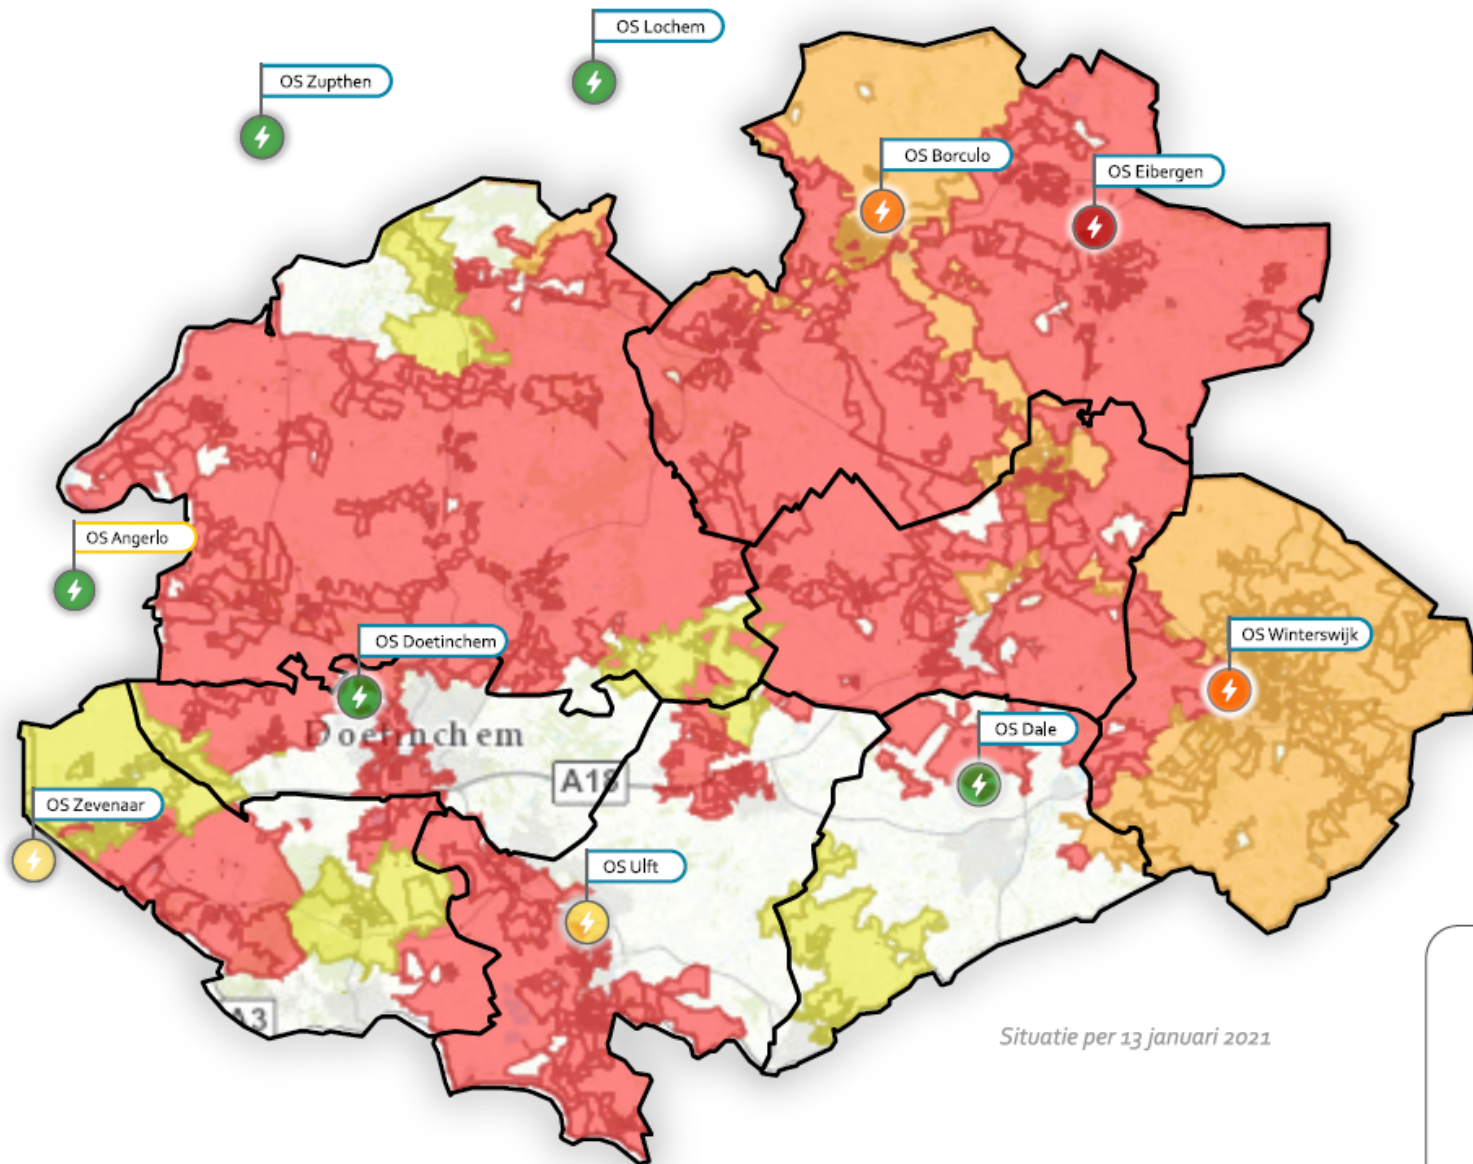 OS Lochem
OS Zupthen
OS Borculo
OS Eibergen
OS Angerlo
OS Doetinchem
OS Winterswijk
Doetinchem
OS Dale
A18
OS Zevenaar
OS Ulft
A3
Situatie per 13 januari 2021